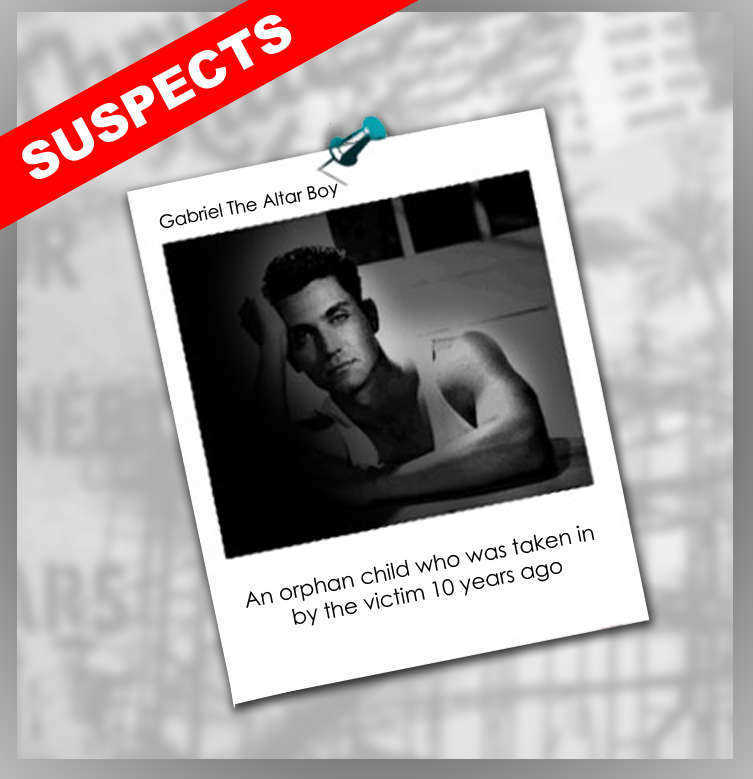 SUSPECTS
Gabriel The Altar Boy
An orphan child who was taken in
by the victim 10 years ago